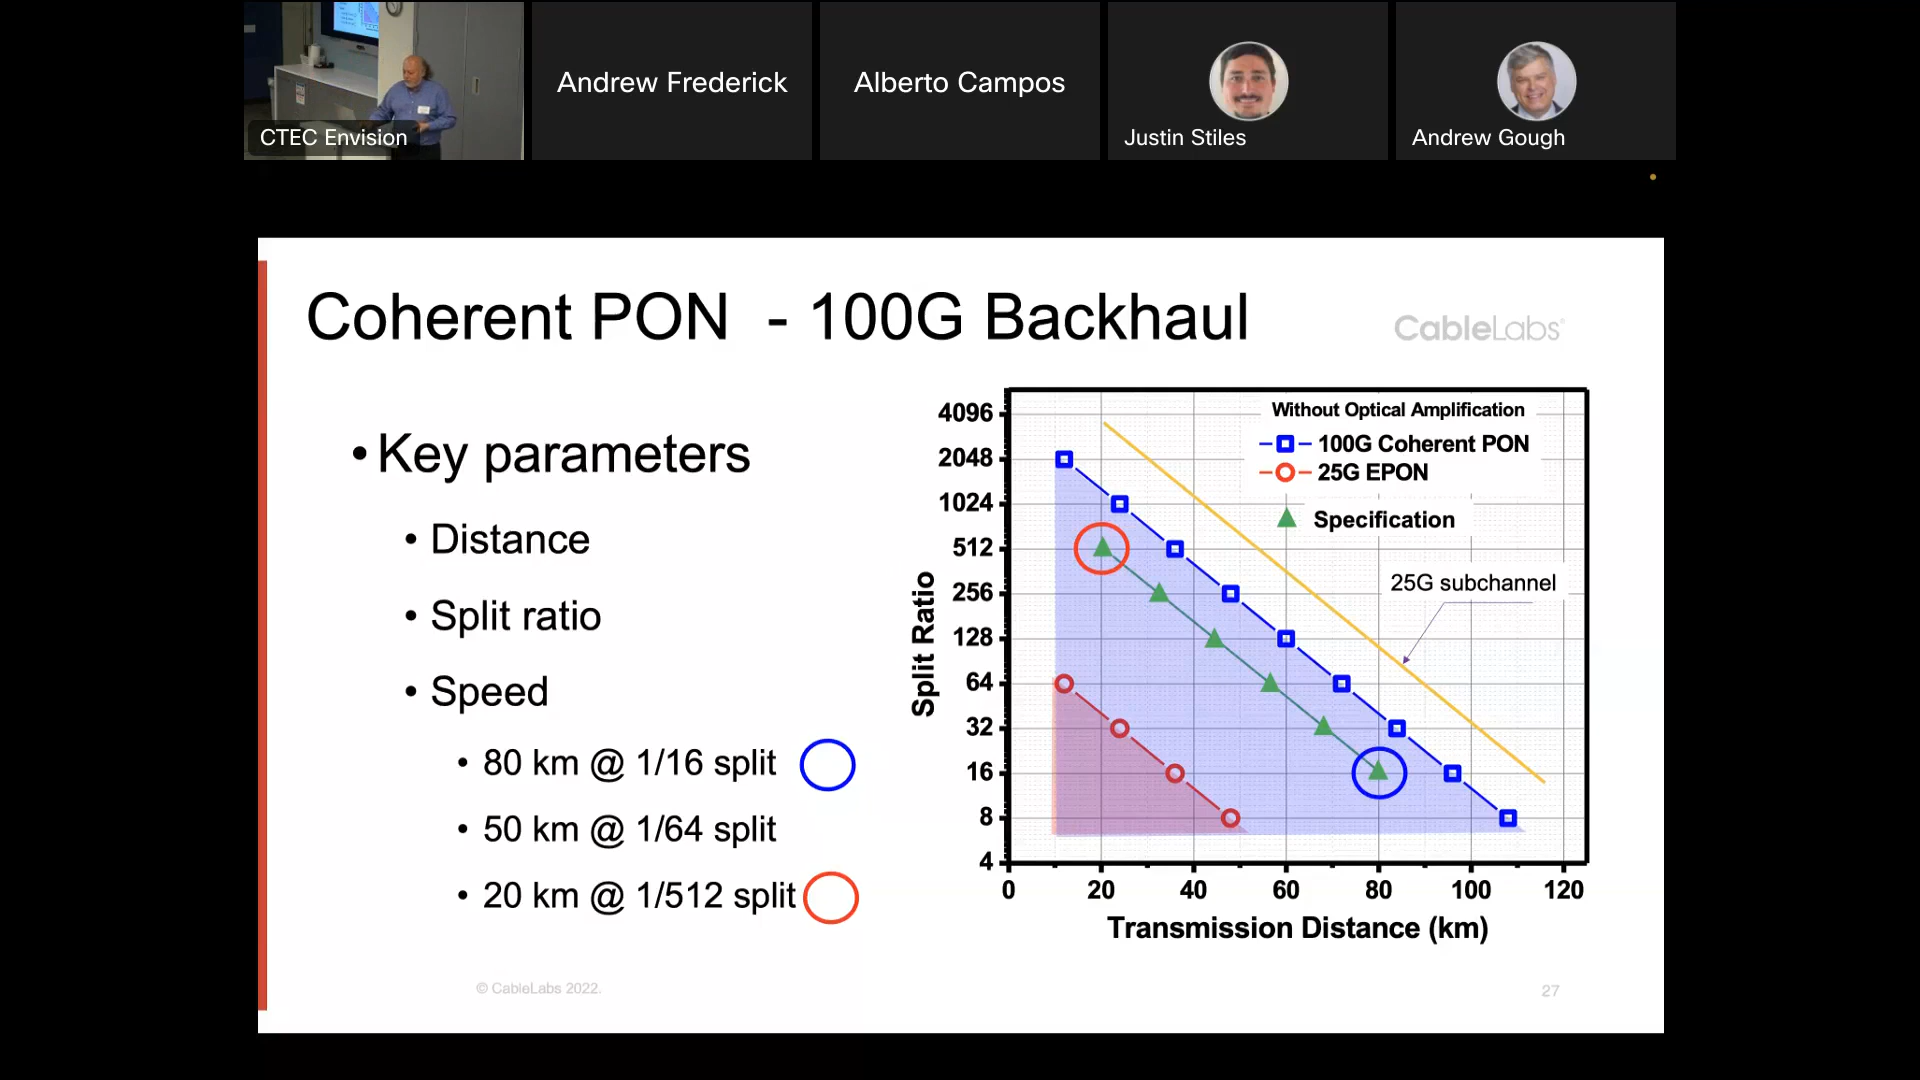 CTEC Envision
Andrew Frederick
Alberto Campos
Justin Stiles
Andrew Gough
Coherent PON - 100G Backhaul
CableLabs®
• Key parameters
• Distance
• Split ratio
• Speed
• 80 km @ 1/16 split
• 50 km @ 1/64 split
• 20 km @ 1/512 split
Without Optical Amplification
100G Coherent PON
25G EPON
Specification
25G subchannel
Split Ratio
4096
2048
1024
512
256
128
64
32
16
8
4
0 20 40 60 80 100 120
Transmission Distance (km)
© CableLabs 2022.
27